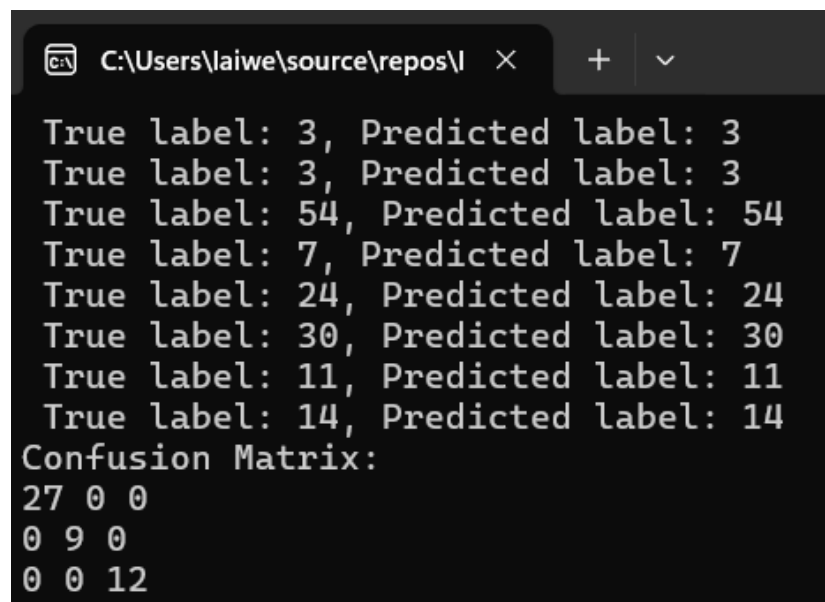 C:\Users\laiwe\source\repos\l
True label: 3, Predicted label: 3
True label: 3, Predicted label: 3
True label: 54, Predicted label: 54
True label: 7, Predicted label: 7
True label: 24, Predicted label: 24
True label: 30, Predicted label: 30
True label: 11, Predicted label: 11
True label: 14, Predicted label: 14
Confusion Matrix:
27 0 0
0 9 0
0 0 12